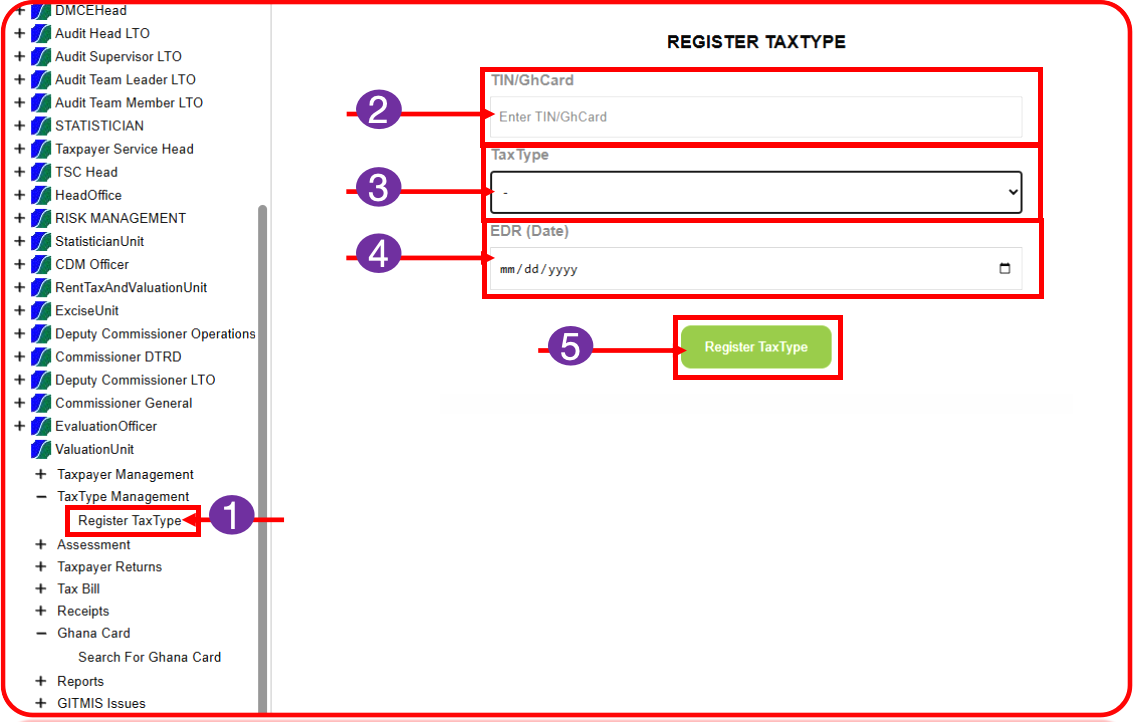 DMCEHead
Audit Head LTO
Audit Supervisor LTO
Audit Team Leader LTO
Audit Team Member LTO
STATISTICIAN
Taxpayer Service Head
TSC Head
HeadOffice
RISK MANAGEMENT
StatisticianUnit
CDM Officer
RentTaxAndValuationUnit
ExciseUnit
Deputy Commissioner Operations
Commissioner DTRD
Deputy Commissioner LTO
Commissioner General
EvaluationOfficer
ValuationUnit
Taxpayer Management
TaxType Management
Register TaxType
1
Assessment
Taxpayer Returns
Tax Bill
Receipts
Ghana Card
Search For Ghana Card
Reports
GITMIS Issues
REGISTER TAXTYPE
TIN/GhCard
2
Enter TIN/GhCard
TaxType
3
-
EDR (Date)
4
mm/dd/yyyy
5
Register TaxType